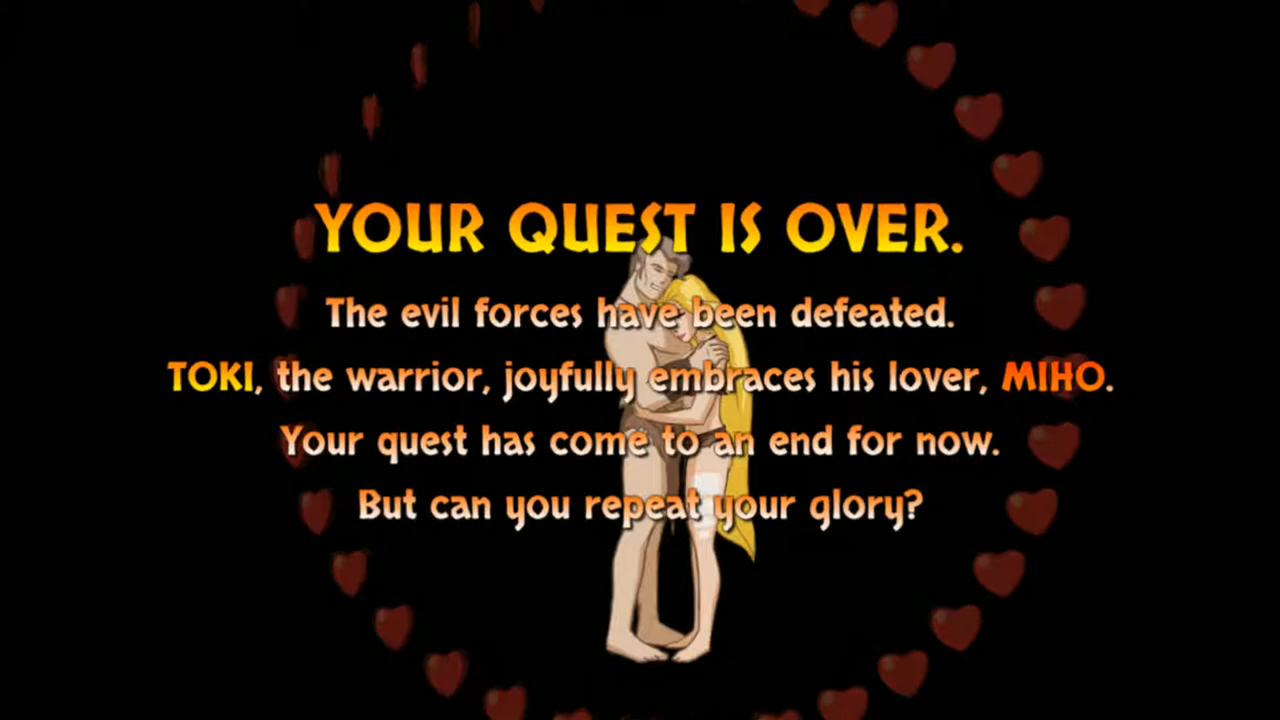 YOUR QUEST IS OVER.
The evil forces have been defeated.
TOKI, the warrior, joyfully embraces his lover, MIHO.
Your quest has come to an end for now.
But can you repeat your glory?